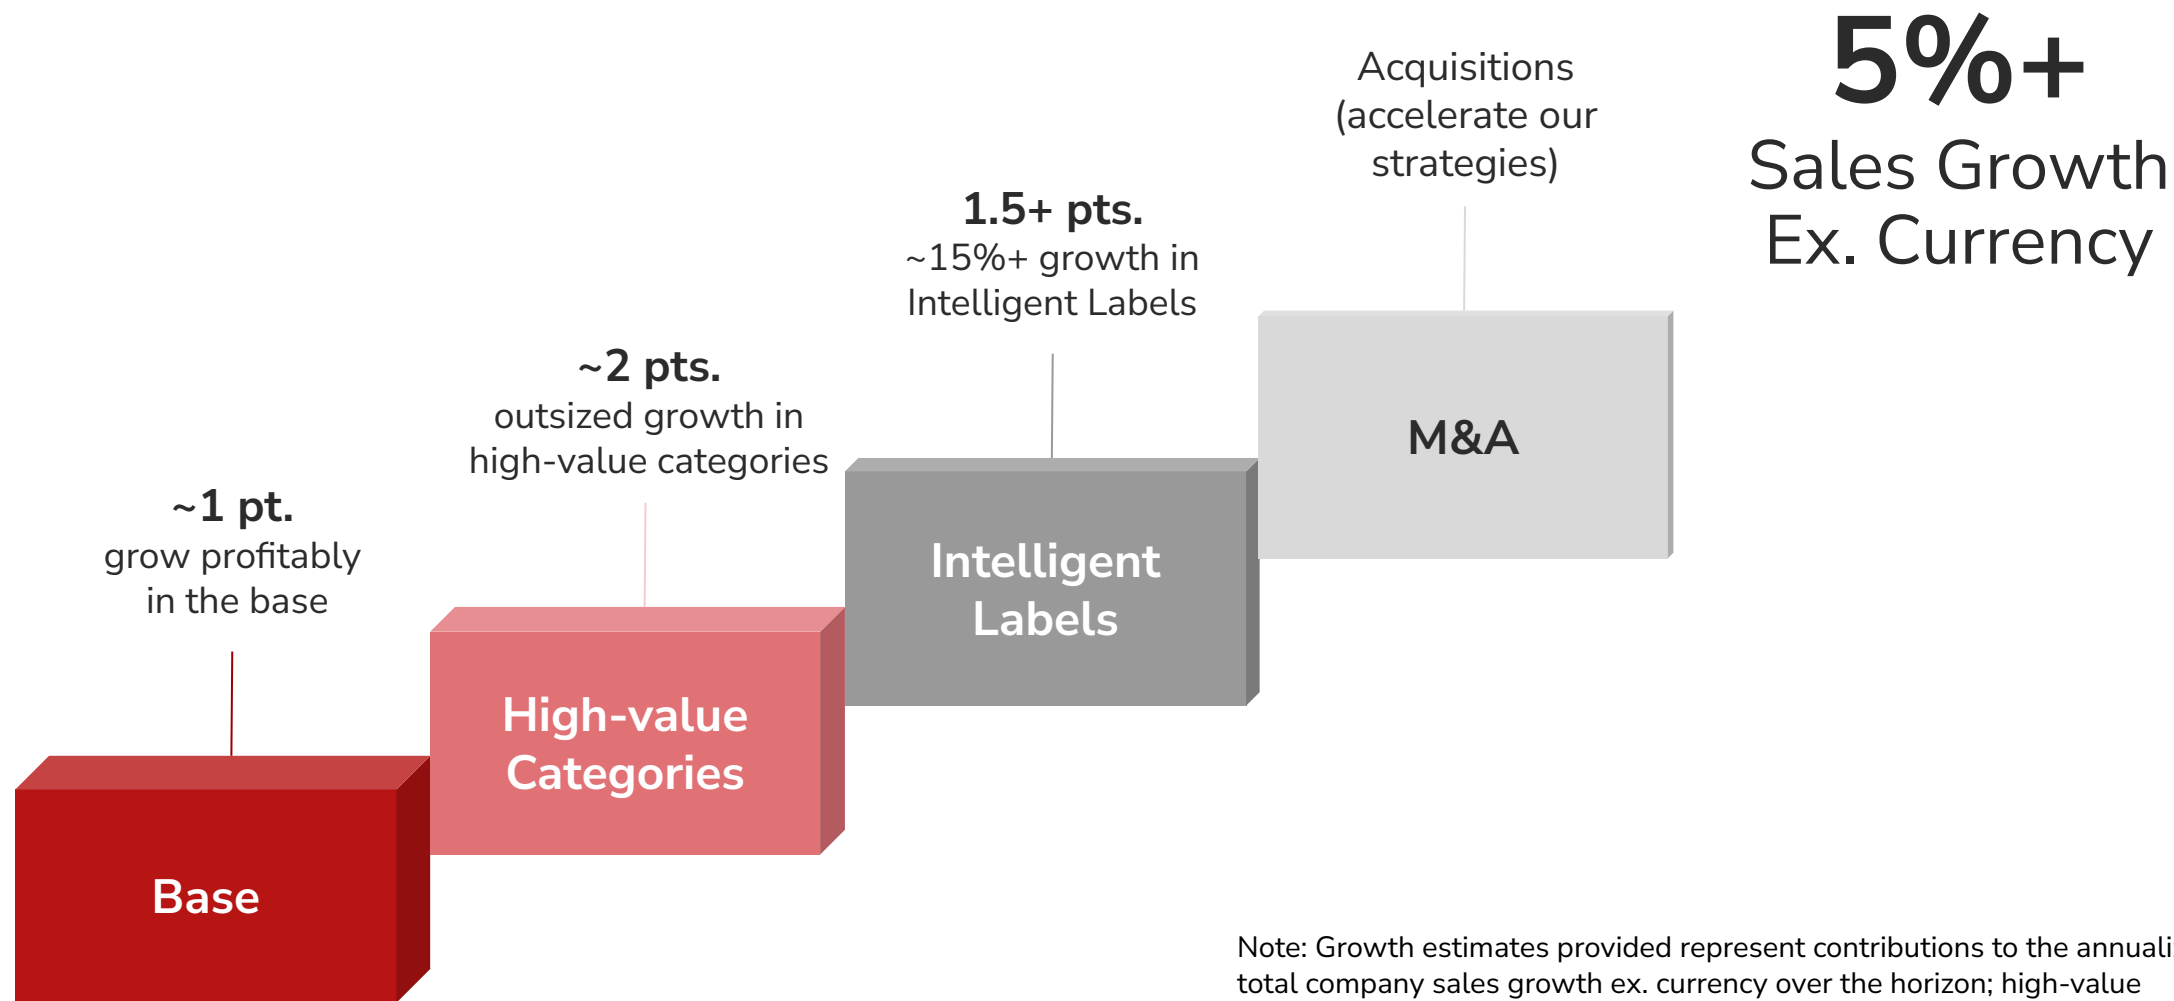 5%+
Sales Growth
Ex. Currency
Acquisitions
(accelerate our
strategies)
1.5+ pts.
~15%+ growth in
Intelligent Labels
~2 pts.
outsized growth in
high-value categories
~1 pt.
grow profitably
in the base
M&A
Intelligent
Labels
High-value
Categories
Base
Note: Growth estimates provided represent contributions to the
total company sales growth ex. currency over the horizon; high-value